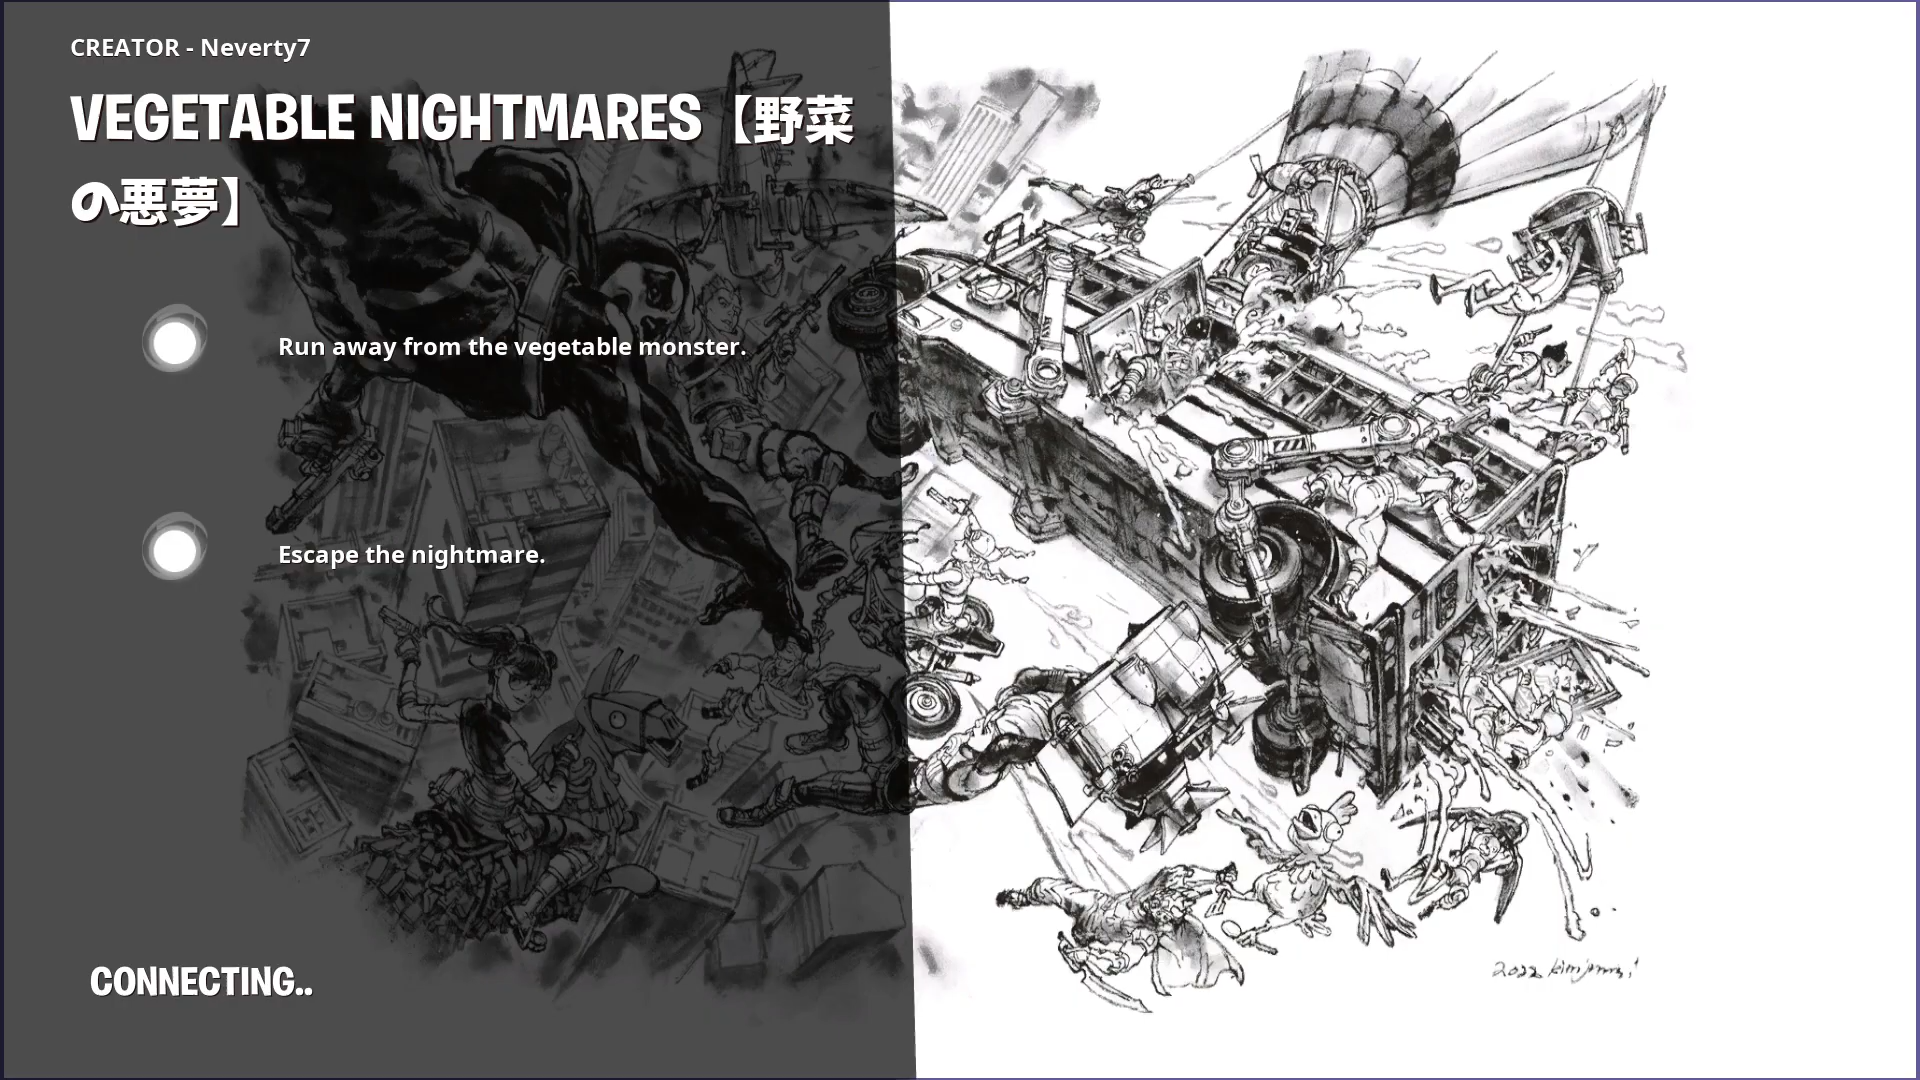 CREATOR - Neverty7
VEGETABLE NIGHTMARES【野菜
の悪夢】
Run away from the vegetable monster.
Escape the nightmare.
CONNECTING..
2022